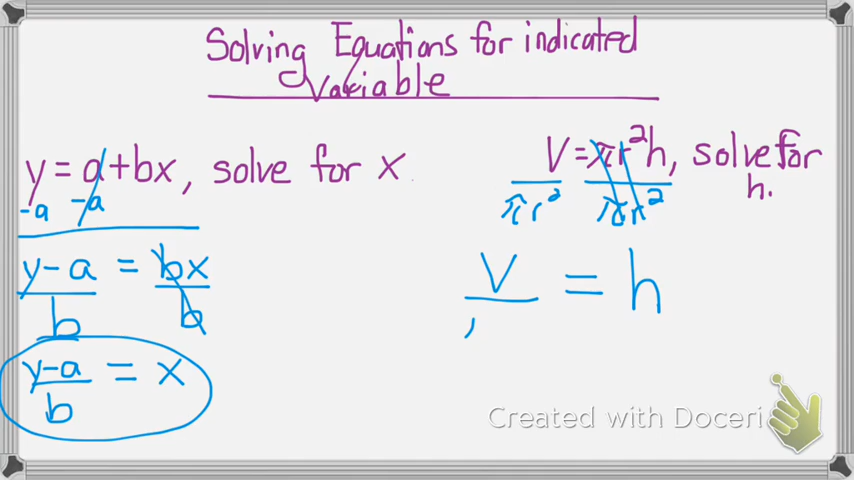 Solving Equations for indicated
Variable
y = a + bx, solve for x
-a -a
y-a = bx
b b
y-a = x
b
V = πr²h, solve for
h.
πr² πr²
V = h
Created with Doceri